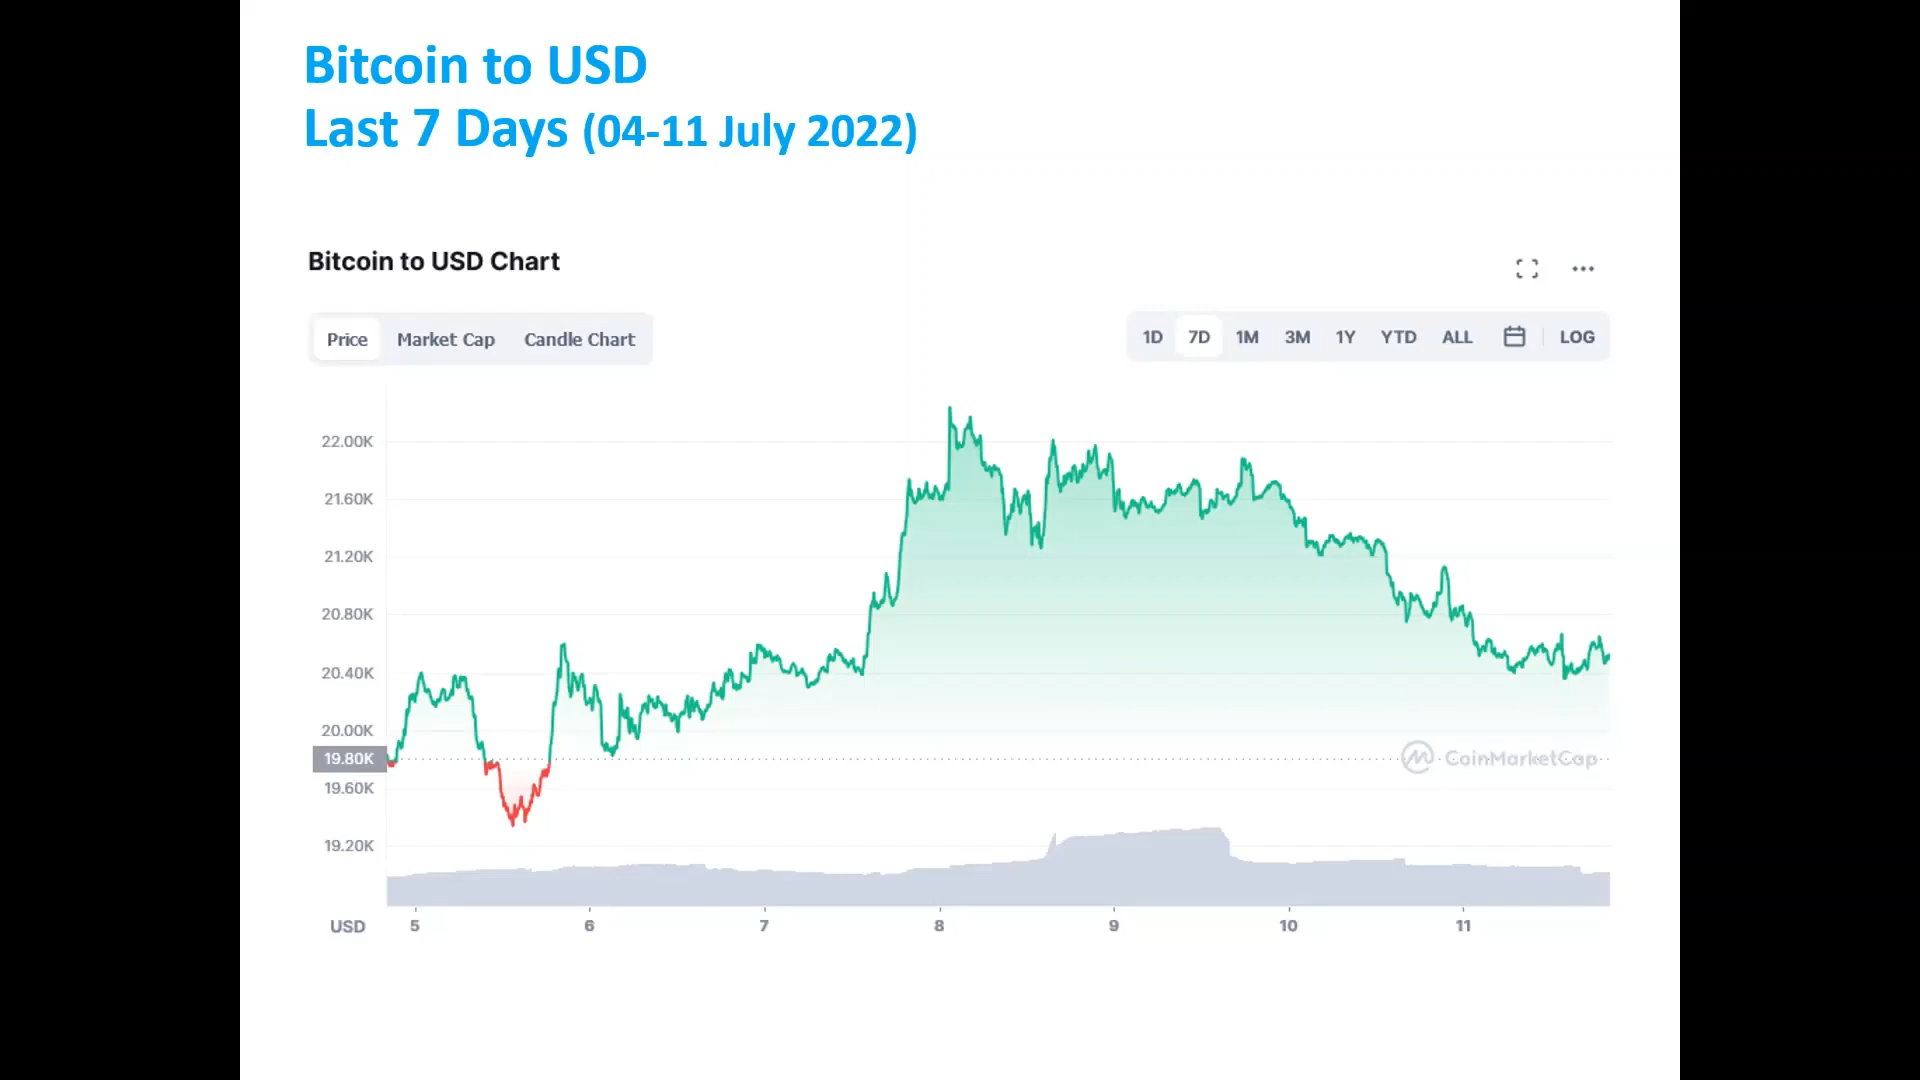 Bitcoin to USD
Last 7 Days (04-11 July 2022)
Bitcoin to USD Chart
Price Market Cap Candle Chart
1D 7D 1M 3M 1Y YTD ALL LOG
22.00K
21.60K
21.20K
20.80K
20.40K
20.00K
19.80K
19.60K
19.20K
CoinMarketCap
USD 5 6 7 8 9 10 11